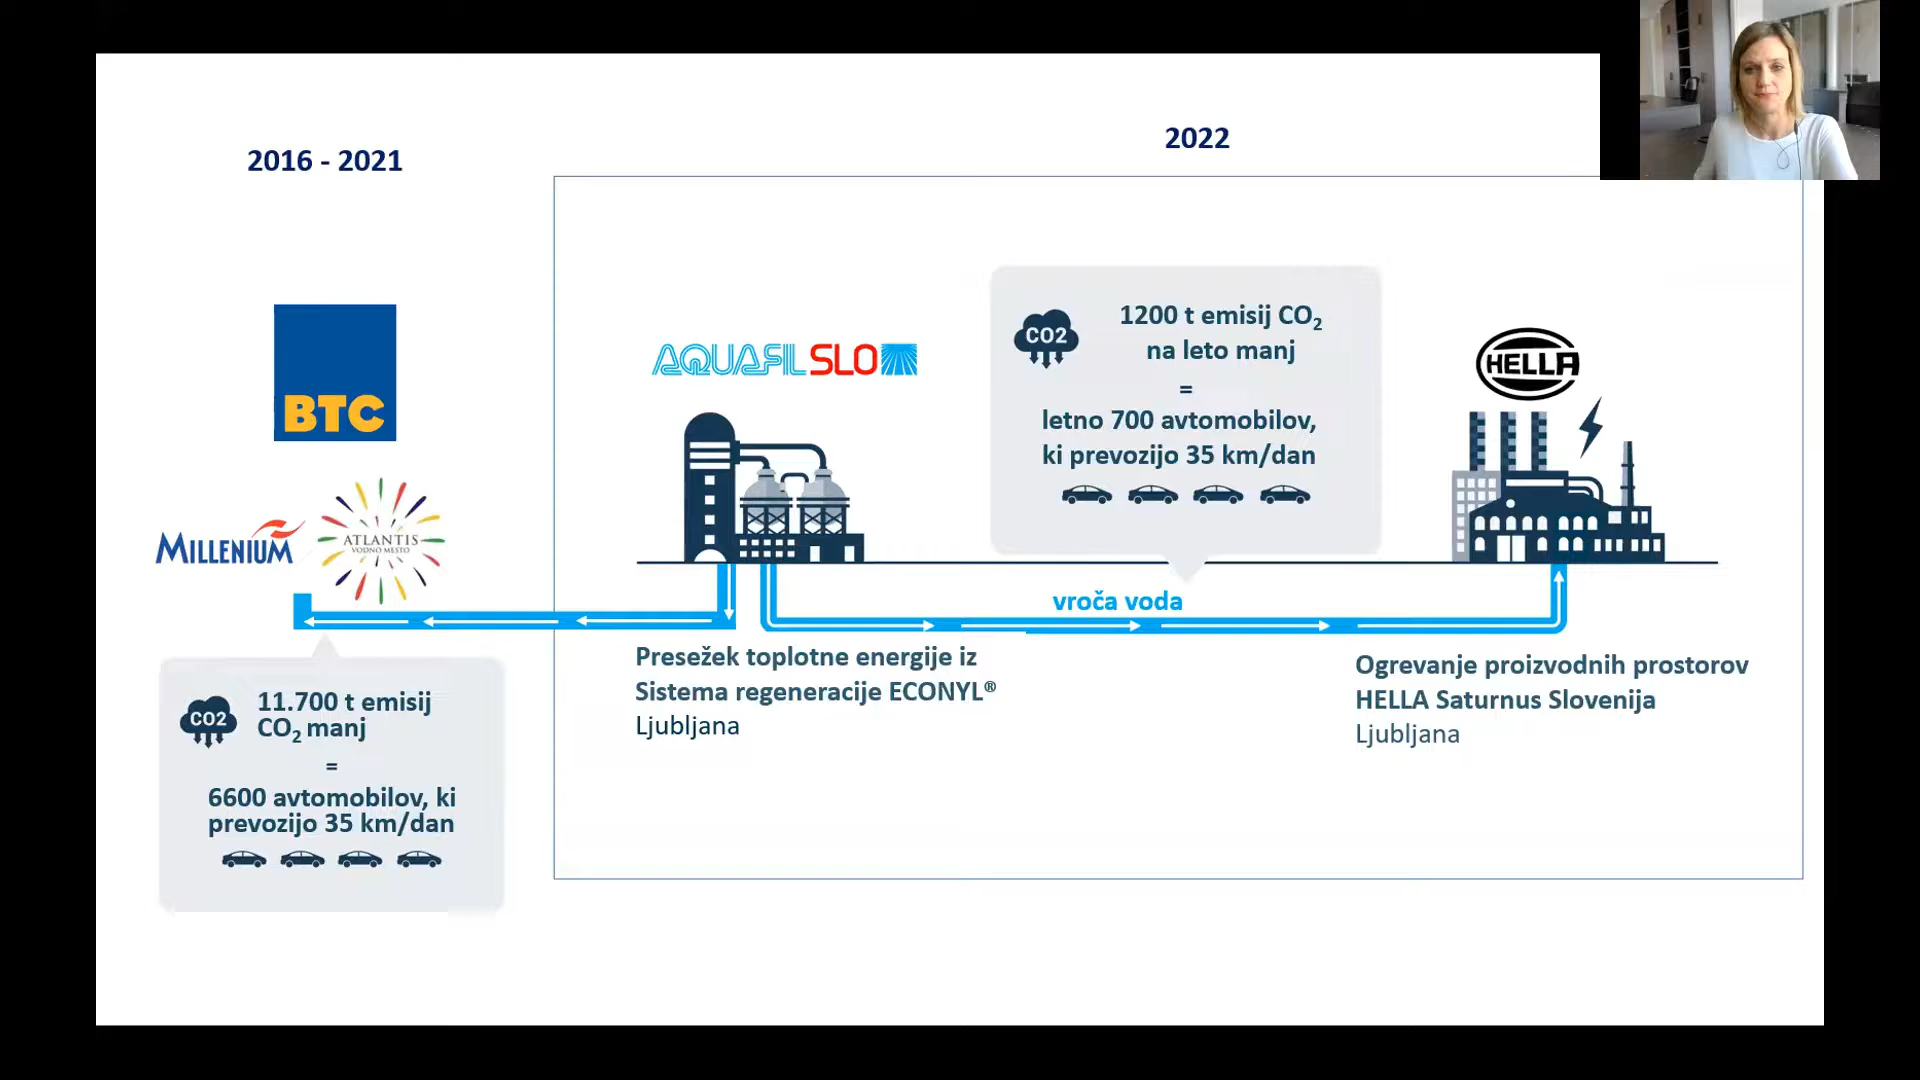 2016 - 2021
2022
BTC
MILLENIUM
ATLANTIS
VODNO MESTO
CO2
11.700 t emisij
CO₂ manj
=
6600 avtomobilov, ki
prevozijo 35 km/dan
AQUAFIL SLO
CO2
1200 t emisij CO₂
na leto manj
=
letno 700 avtomobilov,
ki prevozijo 35 km/dan
HELLA
vroča voda
Presežek toplotne energije iz
Sistema regeneracije ECONYL®
Ljubljana
Ogrevanje proizvodnih prostorov
HELLA Saturnus Slovenija
Ljubljana